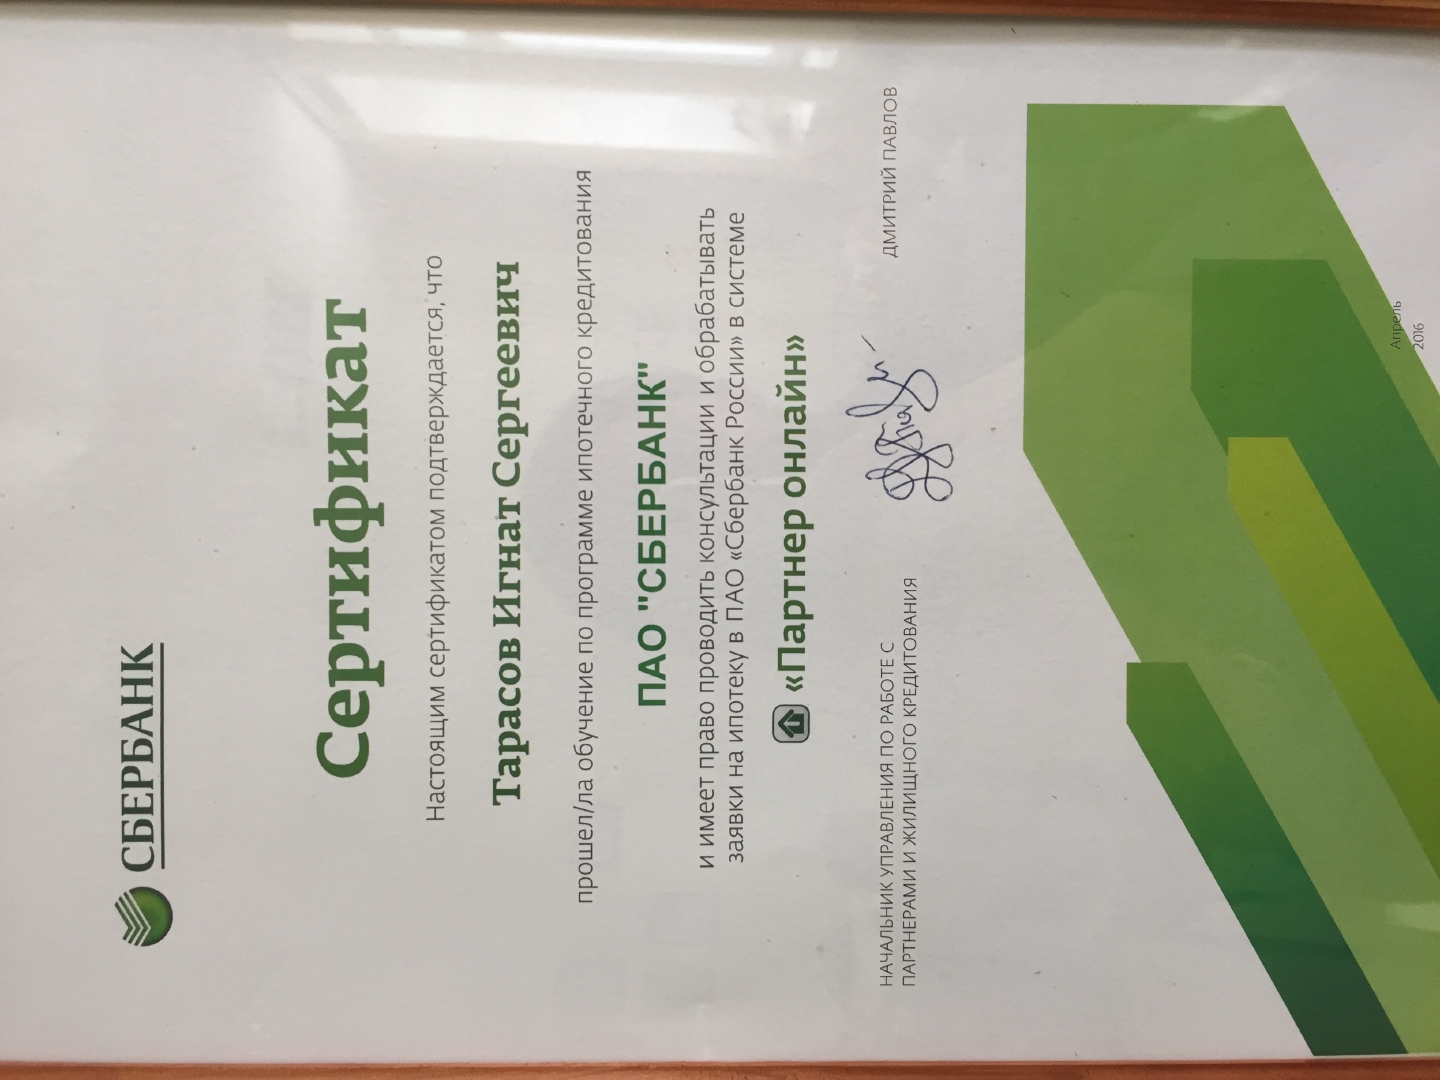 СБЕРБАНК
Сертификат
Настоящим сертификатом подтверждается, что
Тарасов Игнат Сергеевич
прошел/ла обучение по программе ипотечного кредитования
ПАО "СБЕРБАНК"
и имеет право проводить консультации и обрабатывать
заявки на ипотеку в ПАО «Сбербанк России» в системе
«Партнер онлайн»
НАЧАЛЬНИК УПРАВЛЕНИЯ ПО РАБОТЕ С
ПАРТНЕРАМИ И ЖИЛИЩНОГО КРЕДИТОВАНИЯ
ДМИТРИЙ ПАВЛОВ
Апрель
2016